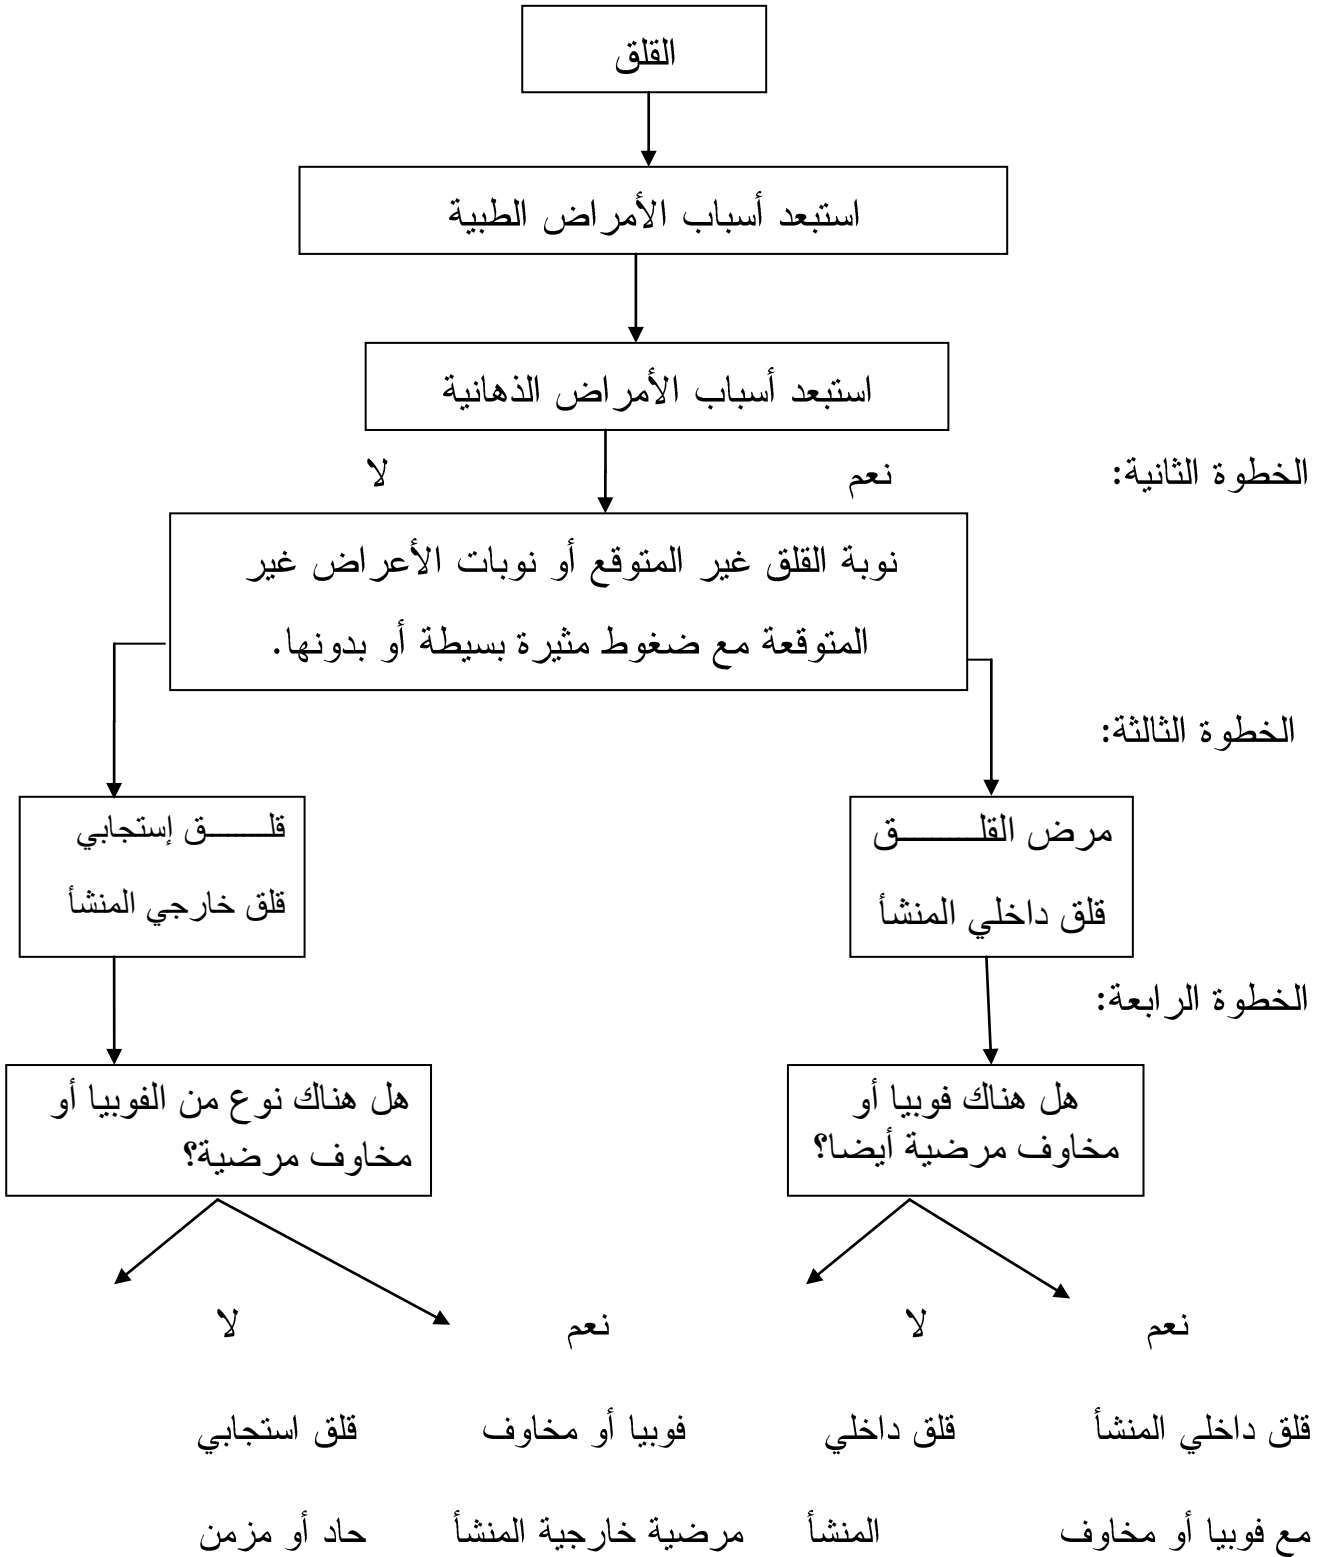 القلق
استبعد أسباب الأمراض الطبية
استبعد أسباب الأمراض الذهانية
الخطوة الثانية: نعم لا
نوبة القلق غير المتوقع أو نوبات الأعراض غير
المتوقعة مع ضغوط مثيرة بسيطة أو بدونها.
الخطوة الثالثة:
مرض القلــــــــق
قلق داخلي المنشأ
قلــــــق إستجابي
قلق خارجي المنشأ
الخطوة الرابعة:
هل هناك فوبيا أو
مخاوف مرضية أيضا؟
هل هناك نوع من الفوبيا أو
مخاوف مرضية؟
نعم لا نعم لا
قلق داخلي المنشأ قلق داخلي فوبيا أو مخاوف قلق استجابي
مع فوبيا أو مخاوف المنشأ مرضية خارجية المنشأ حاد أو مزمن